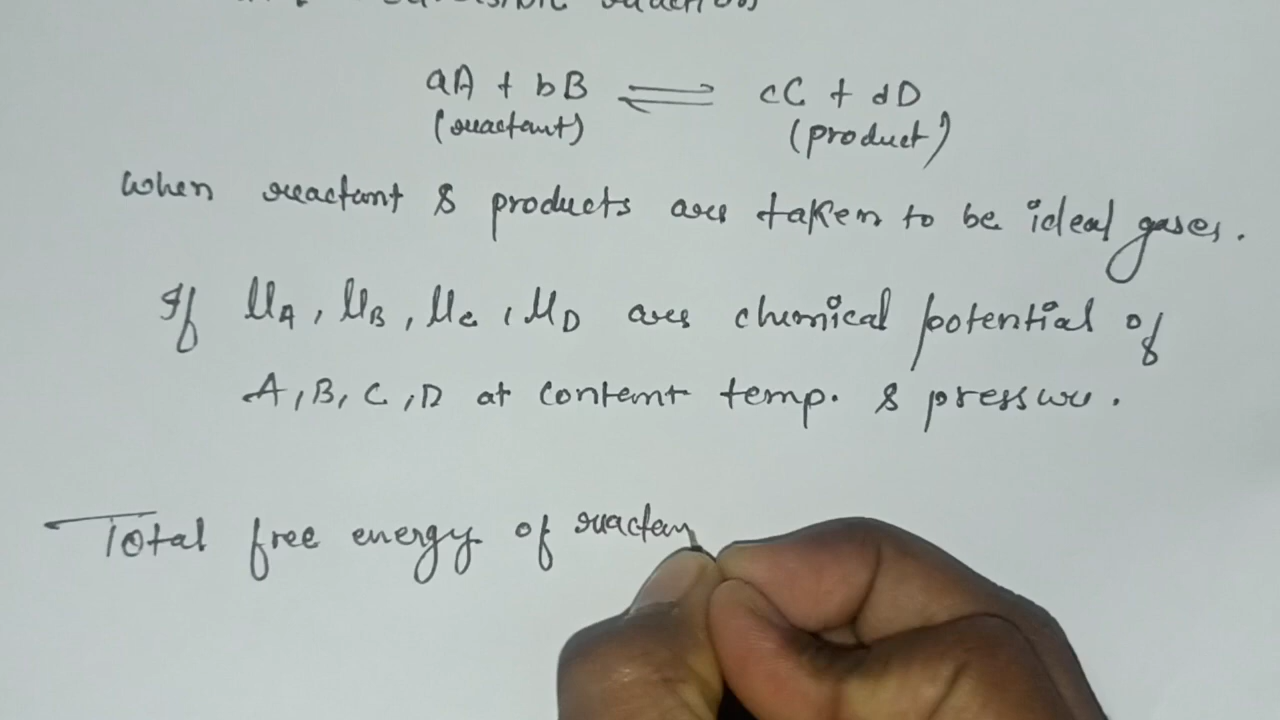 aA + bB ⇌ cC + dD
(reactant) (product)
When reactant & products are taken to be ideal gases.
If μA, μB, μC, μD are chemical potential of
A, B, C, D at contant temp. & pressure.
Total free energy of reactan